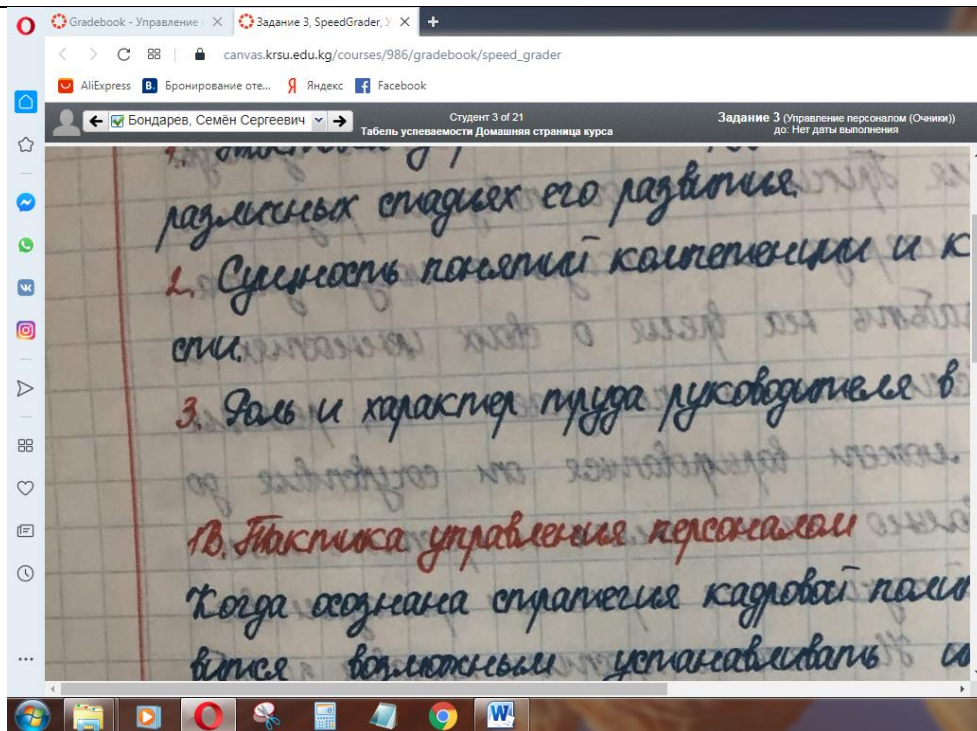 Gradebook - Управление
Задание 3, SpeedGrader, У
canvas.krsu.edu.kg/courses/986/gradebook/speed_grader
AliExpress
Бронирование оте...
Яндекс
Facebook
Бондарев, Семён Сергеевич
Студент 3 of 21
Табель успеваемости Домашняя страница курса
Задание 3 (Управление персоналом (Очники))
до: Нет даты выполнения
различных стадиях его развития.
2. Сущность понятий компетенции и к
сти.
3. Роль и характер труда руководителя в
1В. Тактика управления персоналом
Когда осознана стратегия кадровой поли
вится возможным устанавливать